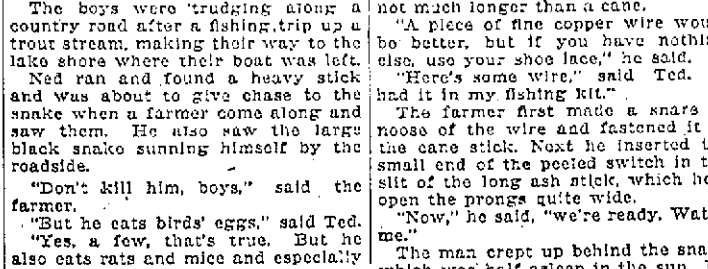 The boys were trudging along a
country road after a fishing trip up a
trout stream, making their way to the
lake shore where their boat was left.
Ned ran and found a heavy stick
and was about to give chase to the
snake when a farmer come along and
saw them. He also saw the large
black snake sunning himself by the
roadside.
"Don't kill him, boys," said the
farmer.
"But he eats birds' eggs," said Ted.
"Yes, a few, that's true. But he
also eats rats and mice and especially
not much longer than a cane.
"A piece of fine copper wire wou
be better, but if you have nothi
else, use your shoe lace," he said.
"Here's some wire," said Ted.
had it in my fishing kit."
The farmer first made a snare
noose of the wire and fastened it
the cane stick. Next he inserted t
small end of the peeled switch in t
slit of the long ash stick, which he
open the prongs quite wide.
"Now," he said, "we're ready. Wat
me."
The man crept up behind the sna
which was half asleep in the sun.